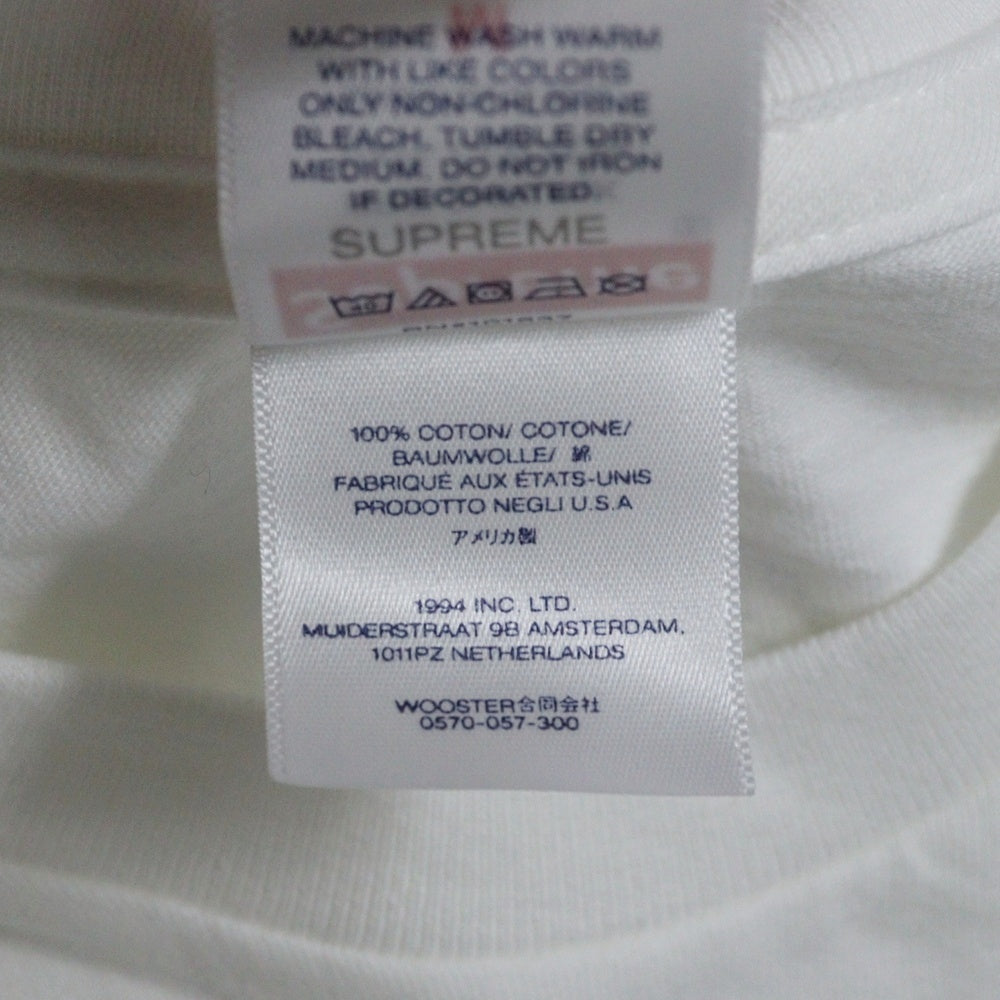 MACHINE WASH WARM
WITH LIKE COLORS
ONLY NON-CHLORINE
BLEACH. TUMBLE DRY
MEDIUM. DO NOT IRON
IF DECORATED.
SUPREME
40
100% COTON/ COTONE/
BAUMWOLLE/ 綿
FABRIQUÉ AUX ÉTATS-UNIS
PRODOTTO NEGLI U.S.A
アメリカ製
1994 INC. LTD.
MUIDERSTRAAT 9B AMSTERDAM,
1011PZ NETHERLANDS
WOOSTER合同会社
0570-057-300